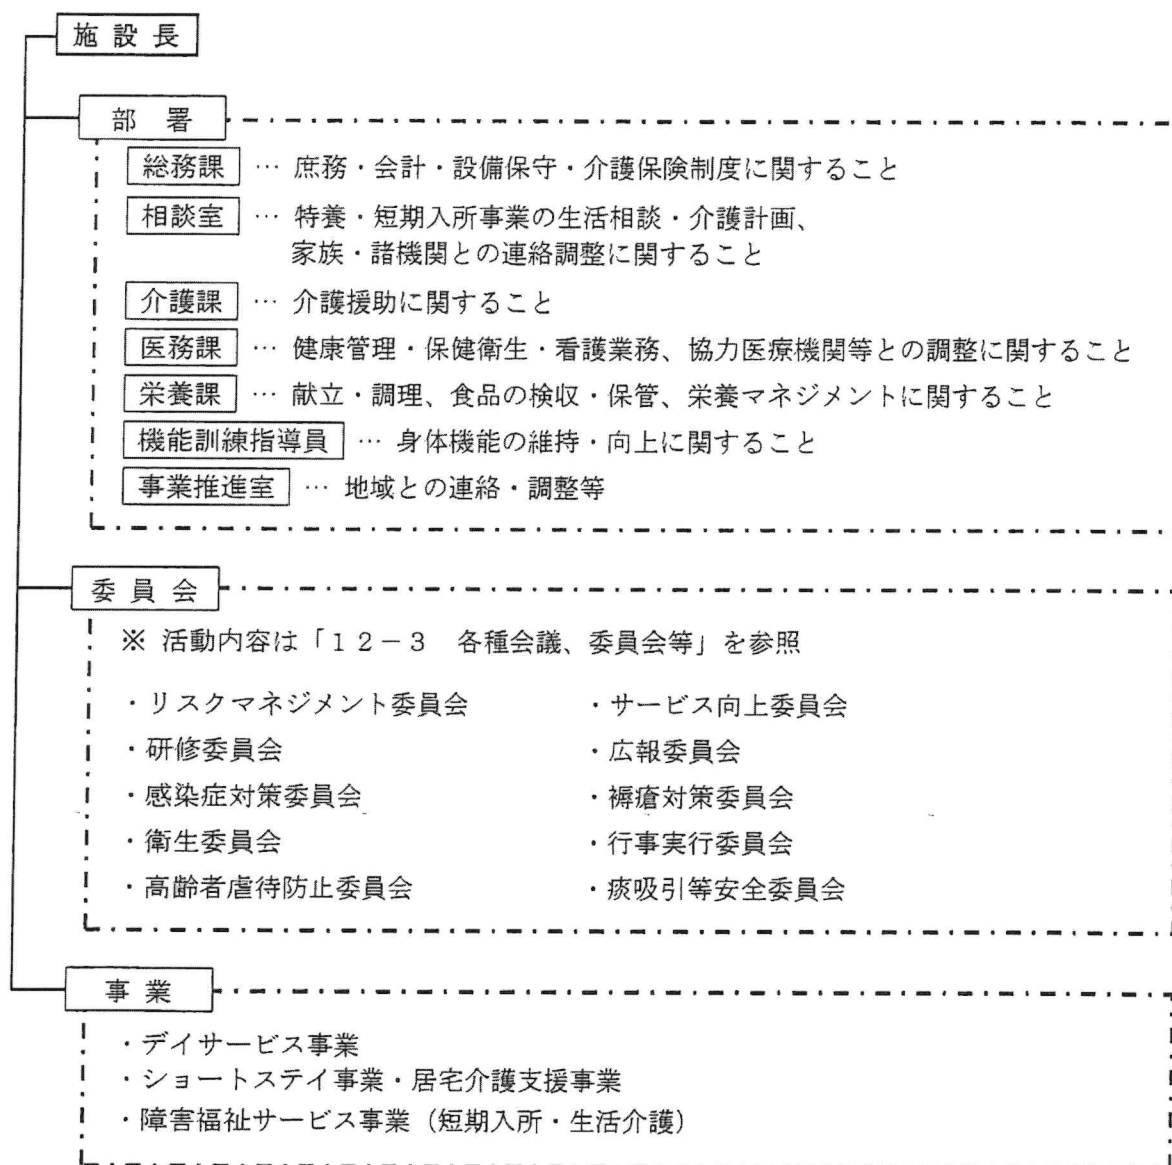 施設長
部署
総務課 … 庶務・会計・設備保守・介護保険制度に関すること
相談室 … 特養・短期入所事業の生活相談・介護計画、
家族・諸機関との連絡調整に関すること
介護課 … 介護援助に関すること
医務課 … 健康管理・保健衛生・看護業務、協力医療機関等との調整に関すること
栄養課 … 献立・調理、食品の検収・保管、栄養マネジメントに関すること
機能訓練指導員 … 身体機能の維持・向上に関すること
事業推進室 … 地域との連絡・調整等
委員会
※ 活動内容は「12-3 各種会議、委員会等」を参照
・リスクマネジメント委員会
・サービス向上委員会
・研修委員会
・広報委員会
・感染症対策委員会
・褥瘡対策委員会
・衛生委員会
・行事実行委員会
・高齢者虐待防止委員会
・痰吸引等安全委員会
事業
・デイサービス事業
・ショートステイ事業・居宅介護支援事業
・障害福祉サービス事業（短期入所・生活介護）